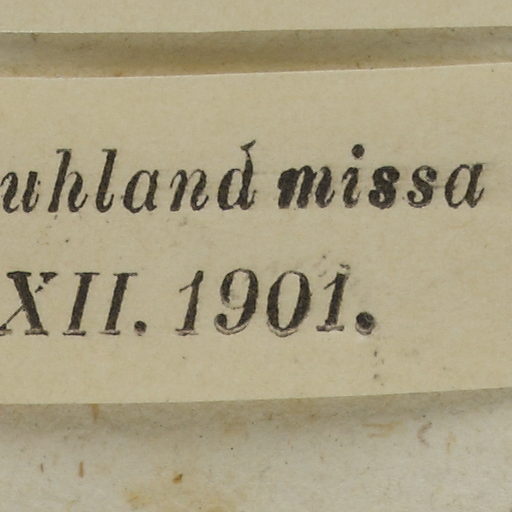 uhland missa
XII. 1901.